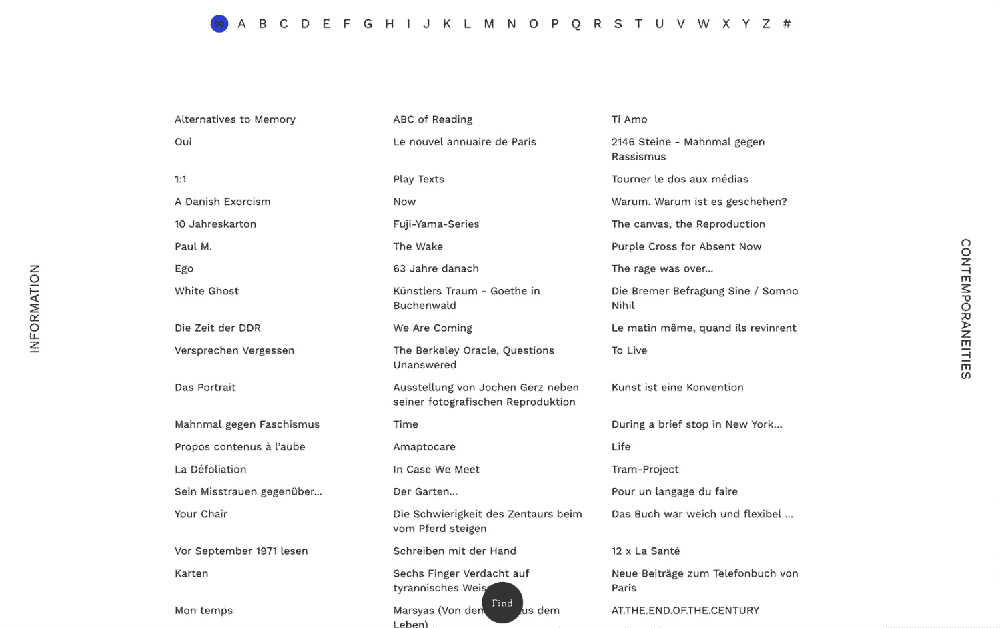 A B C D E F G H I J K L M N O P Q R S T U V W X Y Z #
INFORMATION
CONTEMPORANEITIES
Alternatives to Memory
ABC of Reading
Ti Amo
Oui
Le nouvel annuaire de Paris
2146 Steine - Mahnmal gegen
Rassismus
1:1
Play Texts
Tourner le dos aux médias
A Danish Exorcism
Now
Warum. Warum ist es geschehen?
10 Jahreskarton
Fuji-Yama-Series
The canvas, the Reproduction
Paul M.
The Wake
Purple Cross for Absent Now
Ego
63 Jahre danach
The rage was over...
White Ghost
Künstlers Traum - Goethe in
Buchenwald
Die Bremer Befragung Sine / Somno
Nihil
Die Zeit der DDR
We Are Coming
Le matin même, quand ils revinrent
Versprechen Vergessen
The Berkeley Oracle, Questions
Unanswered
To Live
Das Portrait
Ausstellung von Jochen Gerz neben
seiner fotografischen Reproduktion
Kunst ist eine Konvention
Mahnmal gegen Faschismus
Time
During a brief stop in New York...
Propos contenus à l'aube
Amaptocare
Life
La Défoliation
In Case We Meet
Tram-Project
Sein Misstrauen gegenüber...
Der Garten...
Pour un langage du faire
Your Chair
Die Schwierigkeit des Zentaurs beim
vom Pferd steigen
Das Buch war weich und flexibel ...
Vor September 1971 lesen
Schreiben mit der Hand
12 x La Santé
Karten
Sechs Finger Verdacht auf
tyrannisches
Neue Beiträge zum Telefonbuch von
Paris
Mon temps
Marsyas (Von dem
Leben)
AT.THE.END.OF.THE.CENTURY
Find